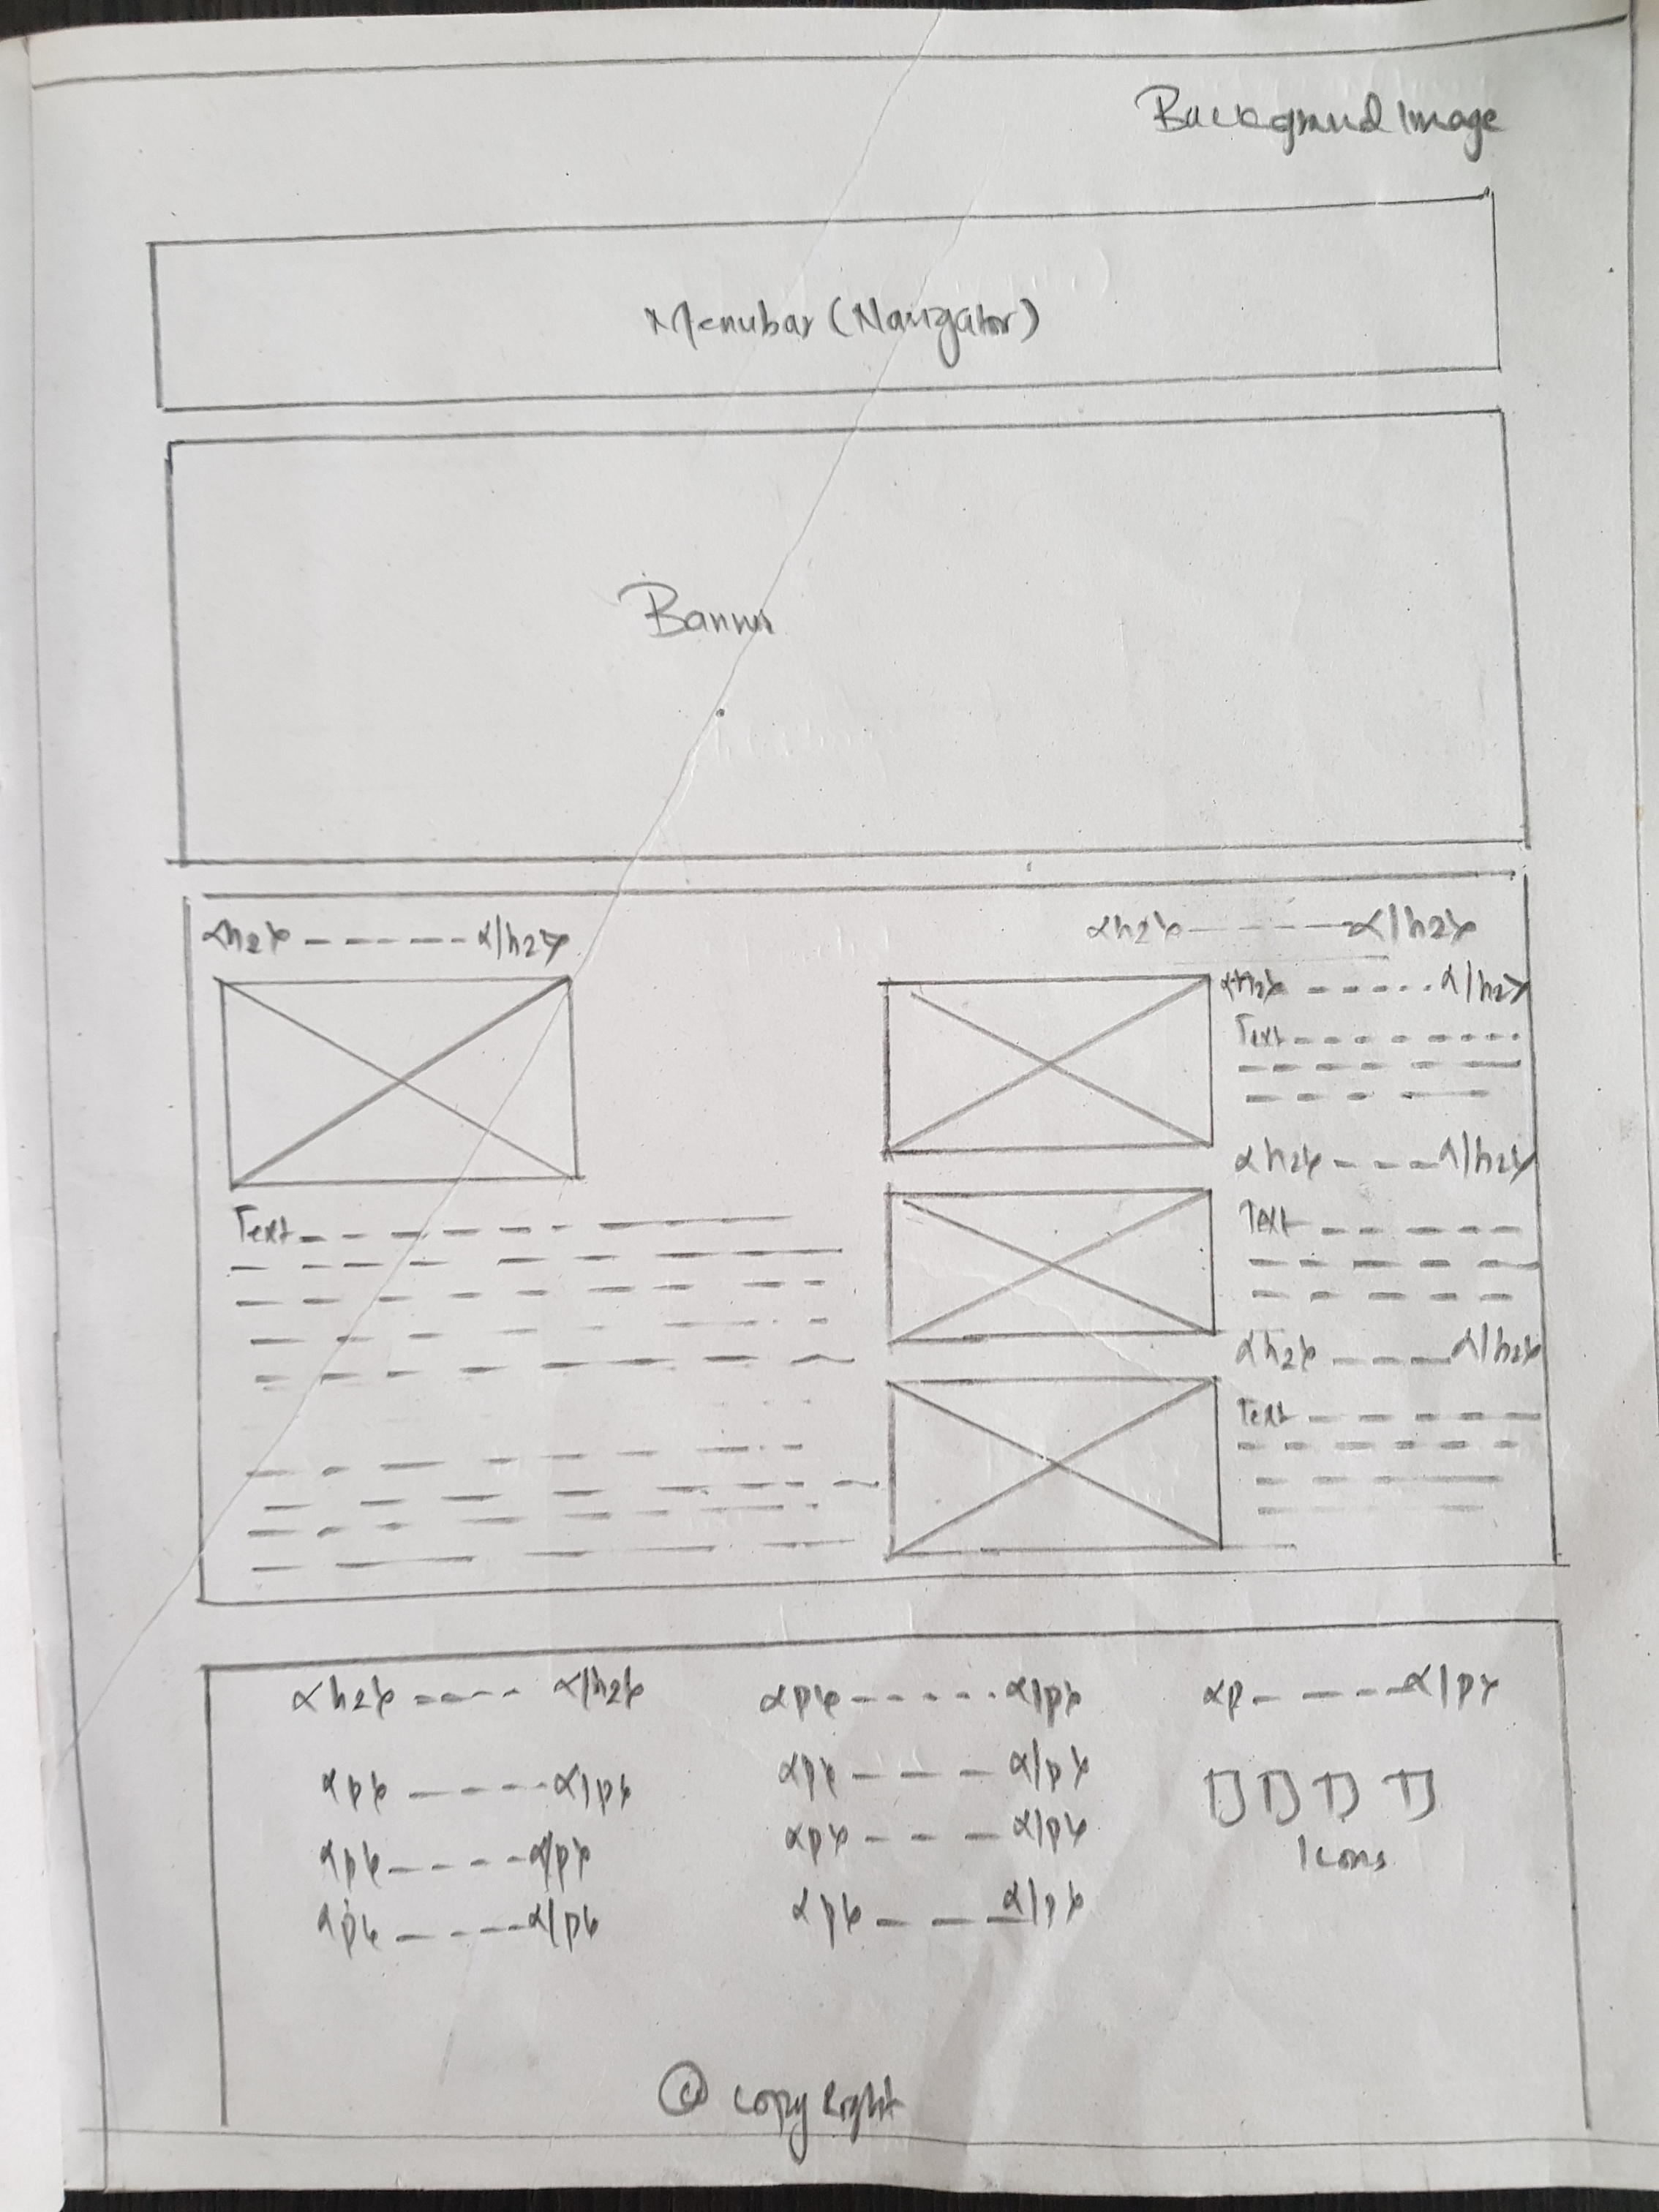 Background Image
Menubar (Navigator)
Banner
<h2> ----- </h2>
<h2> ---- </h2>
<h2> ----- </h2>
Text
<h2> --- </h2>
Text
Text
<h2> --- </h2>
Text
<h2> ---- </h2>
<p> ----- </p>
<p ---- </p>
<p> ---- </p>
<p> --- </p>
<p> ---- </p>
<p> --- </p>
<p> ---- </p>
<p> --- </p>
Icons
© Copy Right